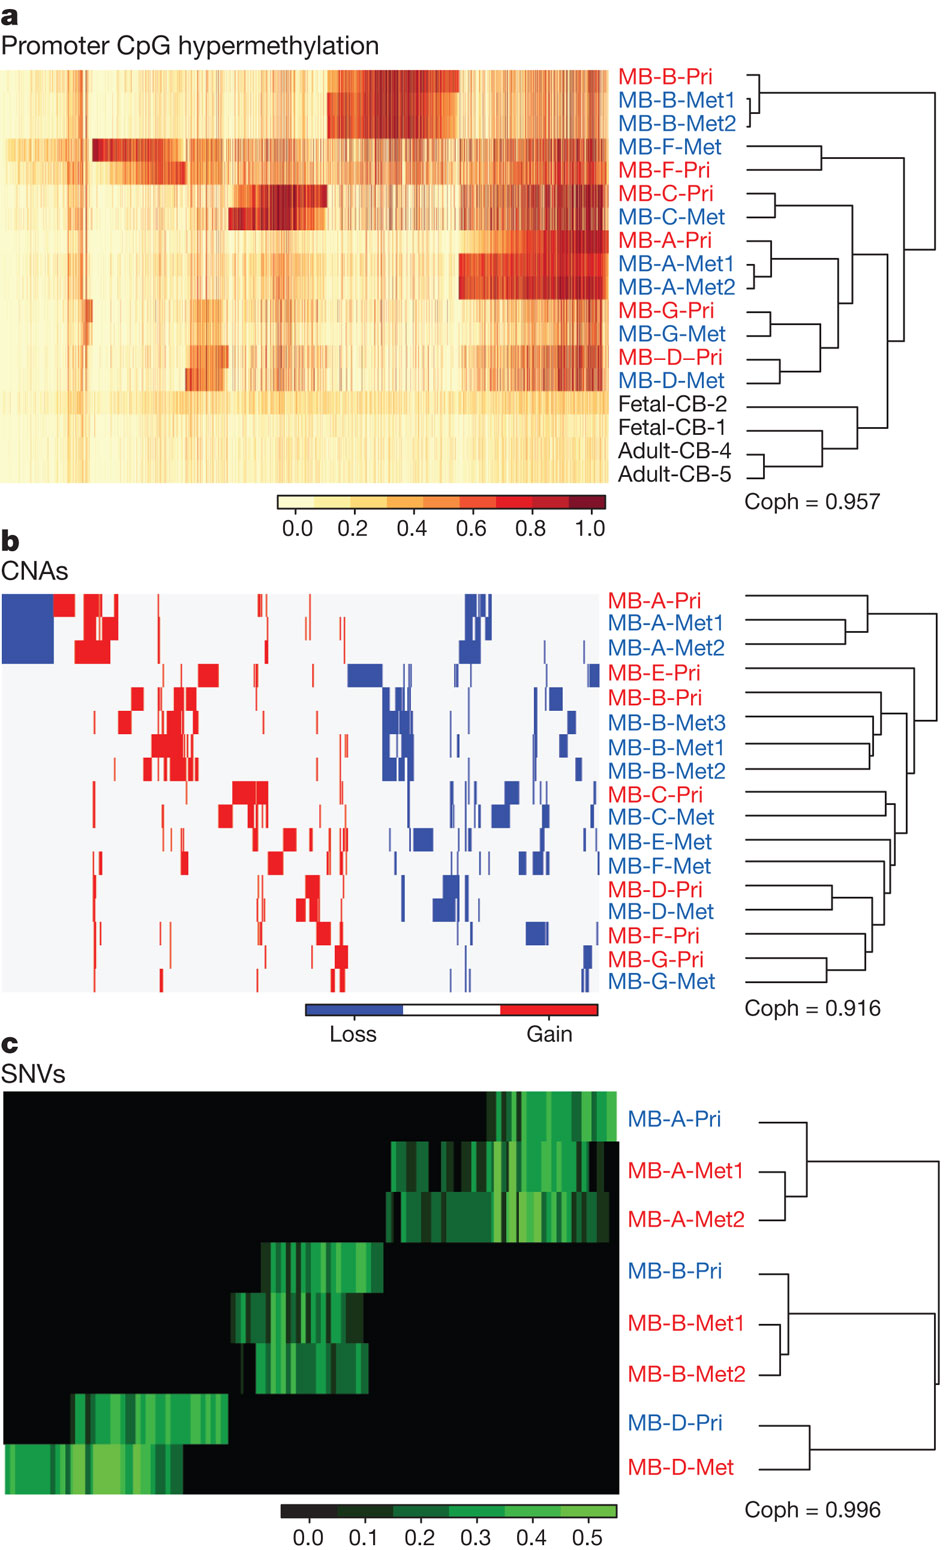 a
Promoter CpG hypermethylation
MB-B-Pri
MB-B-Met1
MB-B-Met2
MB-F-Met
MB-F-Pri
MB-C-Pri
MB-C-Met
MB-A-Pri
MB-A-Met1
MB-A-Met2
MB-G-Pri
MB-G-Met
MB–D–Pri
MB-D-Met
Fetal-CB-2
Fetal-CB-1
Adult-CB-4
Adult-CB-5
0.0 0.2 0.4 0.6 0.8 1.0
Coph = 0.957
b
CNAs
MB-A-Pri
MB-A-Met1
MB-A-Met2
MB-E-Pri
MB-B-Pri
MB-B-Met3
MB-B-Met1
MB-B-Met2
MB-C-Pri
MB-C-Met
MB-E-Met
MB-F-Met
MB-D-Pri
MB-D-Met
MB-F-Pri
MB-G-Pri
MB-G-Met
Loss Gain
Coph = 0.916
c
SNVs
MB-A-Pri
MB-A-Met1
MB-A-Met2
MB-B-Pri
MB-B-Met1
MB-B-Met2
MB-D-Pri
MB-D-Met
0.0 0.1 0.2 0.3 0.4 0.5
Coph = 0.996